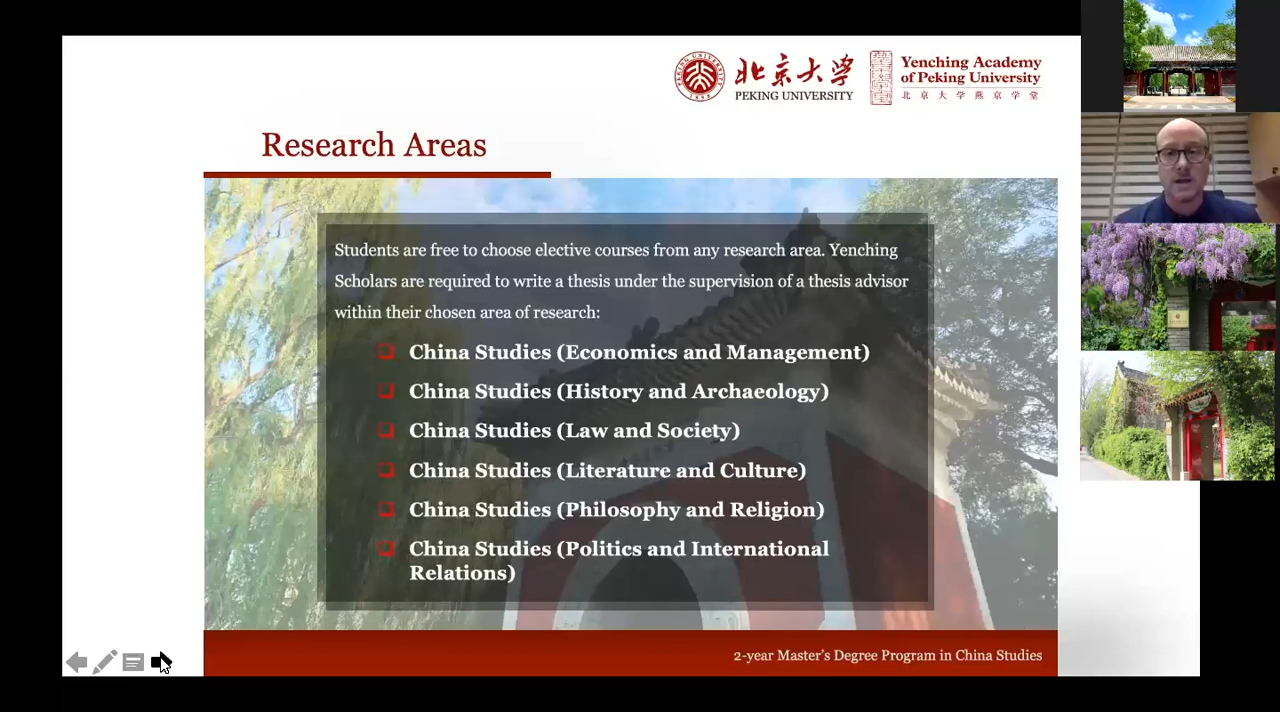 北京大学
PEKING UNIVERSITY
PEKING UNIVERSITY
1898
Yenching Academy
of Peking University
北京大学燕京学堂
Research Areas
Students are free to choose elective courses from any research area. Yenching
Scholars are required to write a thesis under the supervision of a thesis advisor
within their chosen area of research:
China Studies (Economics and Management)
China Studies (History and Archaeology)
China Studies (Law and Society)
China Studies (Literature and Culture)
China Studies (Philosophy and Religion)
China Studies (Politics and International
Relations)
2-year Master's Degree Program in China Studies